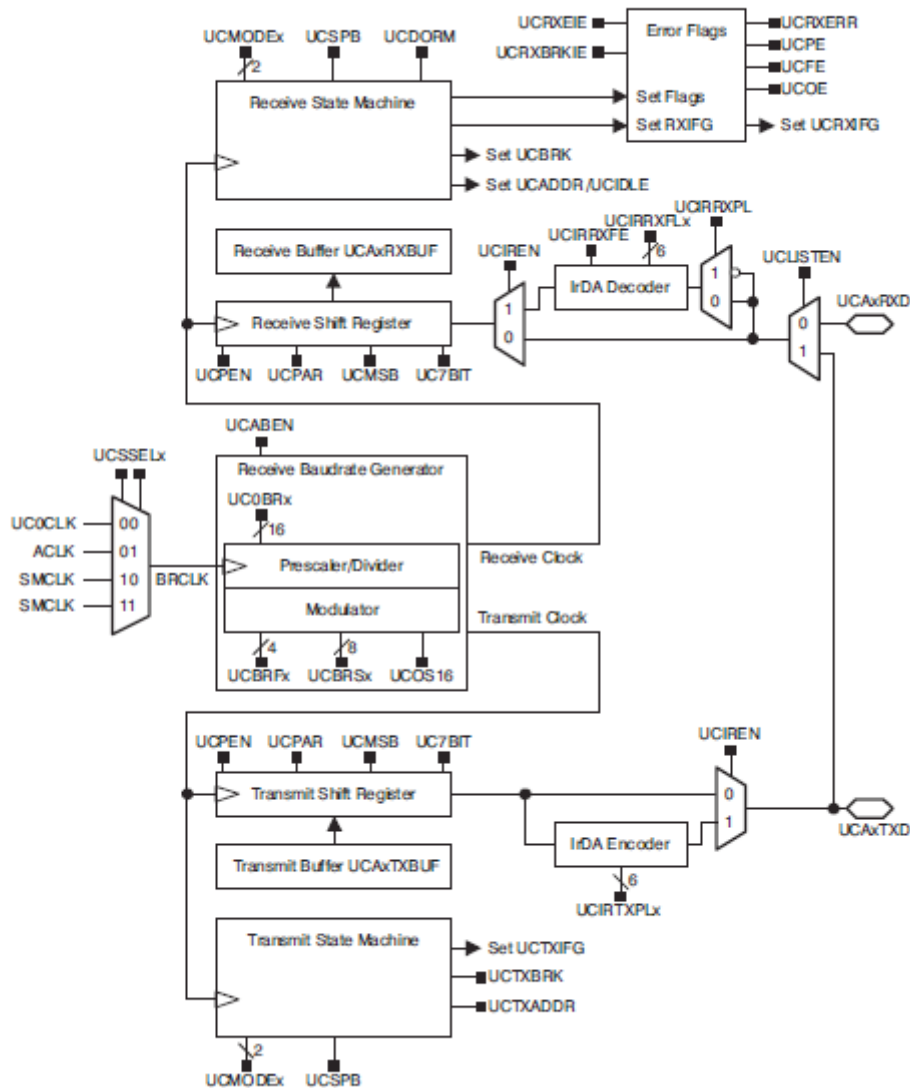 UCRXEIE
Error Flags
UCRXERR
UCMODEx
UCSPB
UCDORM
UCRXBRKIE
UCPE
UCFE
2
UCOE
Receive State Machine
Set Flags
Set RXIFG
Set UCRXIFG
Set UCBRK
Set UCADDR/UCIDLE
UCIRRXPL
UCIRRXFLx
UCIRRXFE
6
Receive Buffer UCAxRXBUF
UCIREN
UCLISTEN
1
IrDA Decoder
0
UCAxRXD
1
0
Receive Shift Register
0
1
UCPEN
UCPAR
UCMSB
UC7BIT
UCABEN
UCSSELx
Receive Baudrate Generator
UC0BRx
UC0CLK
00
16
ACLK
01
Prescaler/Divider
Receive Clock
SMCLK
10
BRCLK
SMCLK
11
Modulator
Transmit Clock
4
8
UCBRFx
UCBRSx
UCOS16
UCPEN
UCPAR
UCMSB
UC7BIT
UCIREN
Transmit Shift Register
0
1
UCAxTXD
IrDA Encoder
Transmit Buffer UCAxTXBUF
6
UCIRTXPLx
Transmit State Machine
Set UCTXIFG
UCTXBRK
UCTXADDR
2
UCMODEx
UCSPB